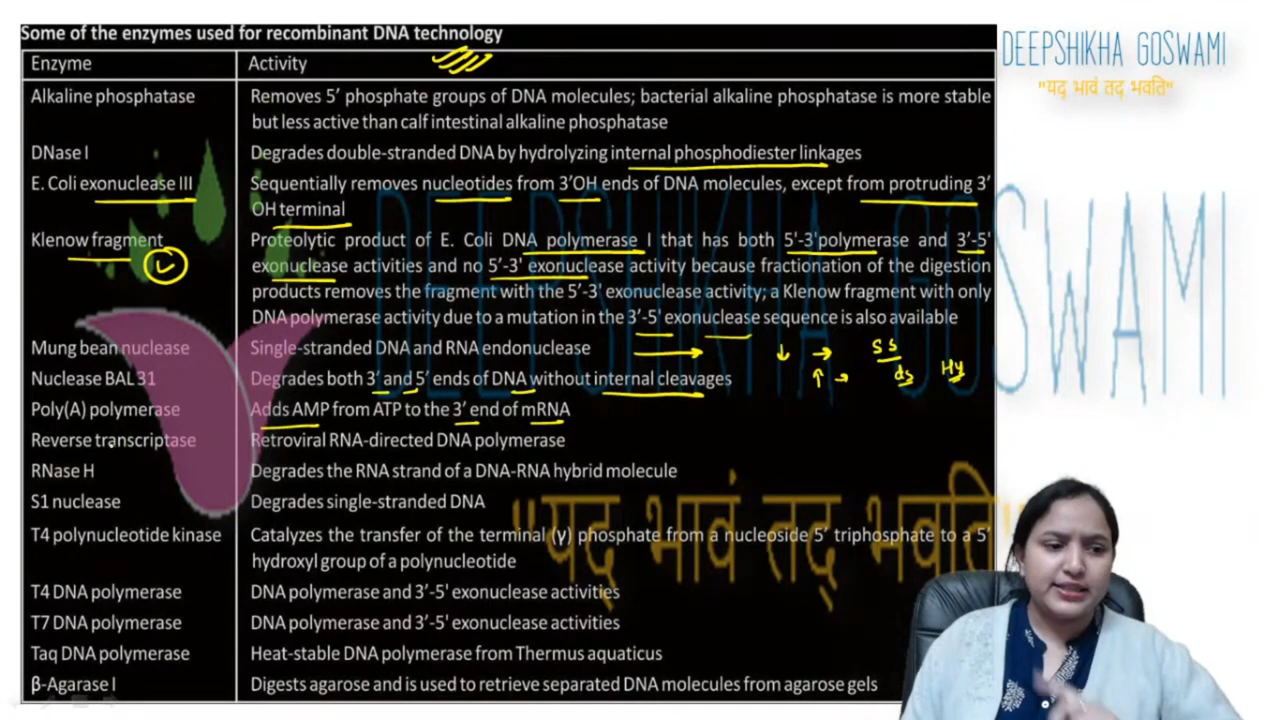 Some of the enzymes used for recombinant DNA technology
DEEPSHIKHA GOSWAMI
"यद् भावं तद् भवति"
Enzyme Activity
Alkaline phosphatase Removes 5' phosphate groups of DNA molecules; bacterial alkaline phosphatase is more stable
but less active than calf intestinal alkaline phosphatase
DNase I Degrades double-stranded DNA by hydrolyzing internal phosphodiester linkages
E. Coli exonuclease III Sequentially removes nucleotides from 3'OH ends of DNA molecules, except from protruding 3'
OH terminal
Klenow fragment Proteolytic product of E. Coli DNA polymerase I that has both 5'-3'polymerase and 3'-5'
exonuclease activities and no 5'-3' exonuclease activity because fractionation of the digestion
products removes the fragment with the 5'-3' exonuclease activity; a Klenow fragment with only
DNA polymerase activity due to a mutation in the 3'-5' exonuclease sequence is also available
Mung bean nuclease Single-stranded DNA and RNA endonuclease ss
Nuclease BAL 31 Degrades both 3' and 5' ends of DNA without internal cleavages ds Hy
Poly(A) polymerase Adds AMP from ATP to the 3' end of mRNA
Reverse transcriptase Retroviral RNA-directed DNA polymerase
RNase H Degrades the RNA strand of a DNA-RNA hybrid molecule
S1 nuclease Degrades single-stranded DNA
T4 polynucleotide kinase Catalyzes the transfer of the terminal (γ) phosphate from a nucleoside 5' triphosphate to a 5'
hydroxyl group of a polynucleotide
T4 DNA polymerase DNA polymerase and 3'-5' exonuclease activities
T7 DNA polymerase DNA polymerase and 3'-5' exonuclease activities
Taq DNA polymerase Heat-stable DNA polymerase from Thermus aquaticus
β-Agarase I Digests agarose and is used to retrieve separated DNA molecules from agarose gels
DEEPSHIKHA GOSWAMI
"यद् भावं तद् भवति"